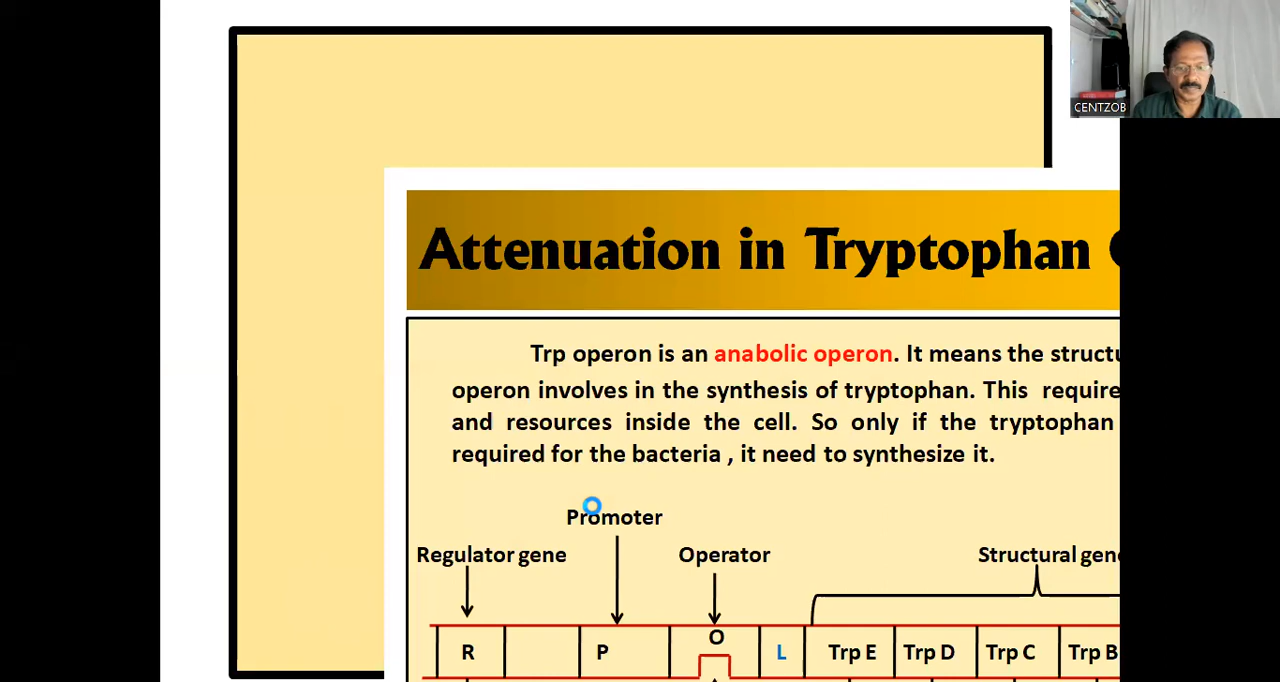 CENTZOB
Attenuation in Tryptophan
Trp operon is an anabolic operon. It means the structu
operon involves in the synthesis of tryptophan. This require
and resources inside the cell. So only if the tryptophan
required for the bacteria , it need to synthesize it.
Promoter
Regulator gene Operator Structural gen
R P O L Trp E Trp D Trp C Trp B